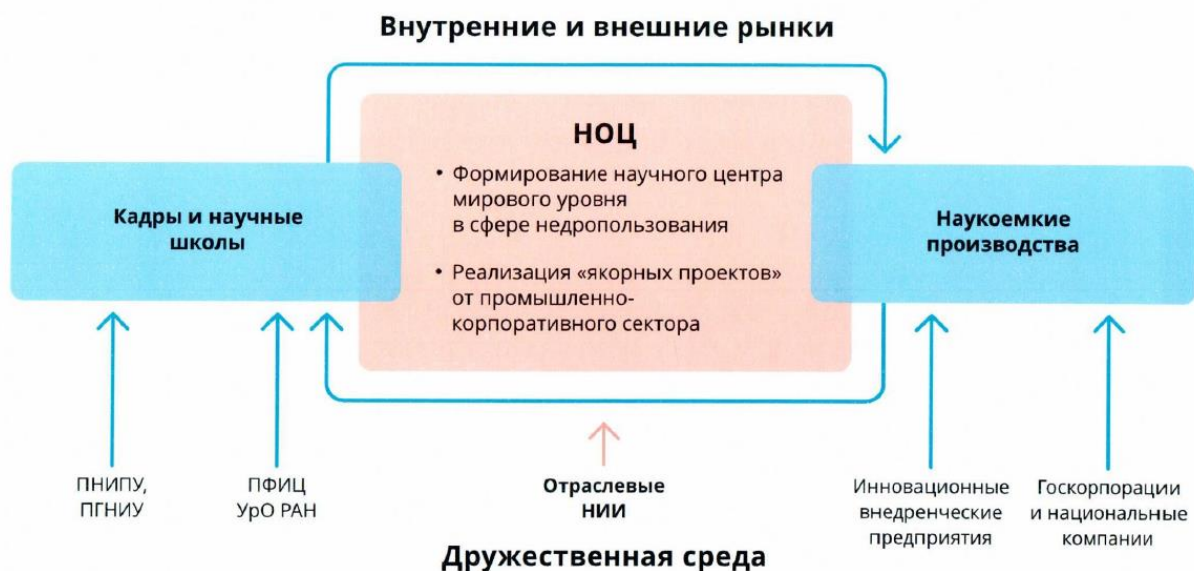 Внутренние и внешние рынки
НОЦ
• Формирование научного центра
мирового уровня
в сфере недропользования
• Реализация «якорных проектов»
от промышленно-
корпоративного сектора
Кадры и научные
школы
Наукоемкие
производства
ПНИПУ,
ПГНИУ
ПФИЦ
УрО РАН
Отраслевые
НИИ
Инновационные
внедренческие
предприятия
Госкорпорации
и национальные
компании
Дружественная среда